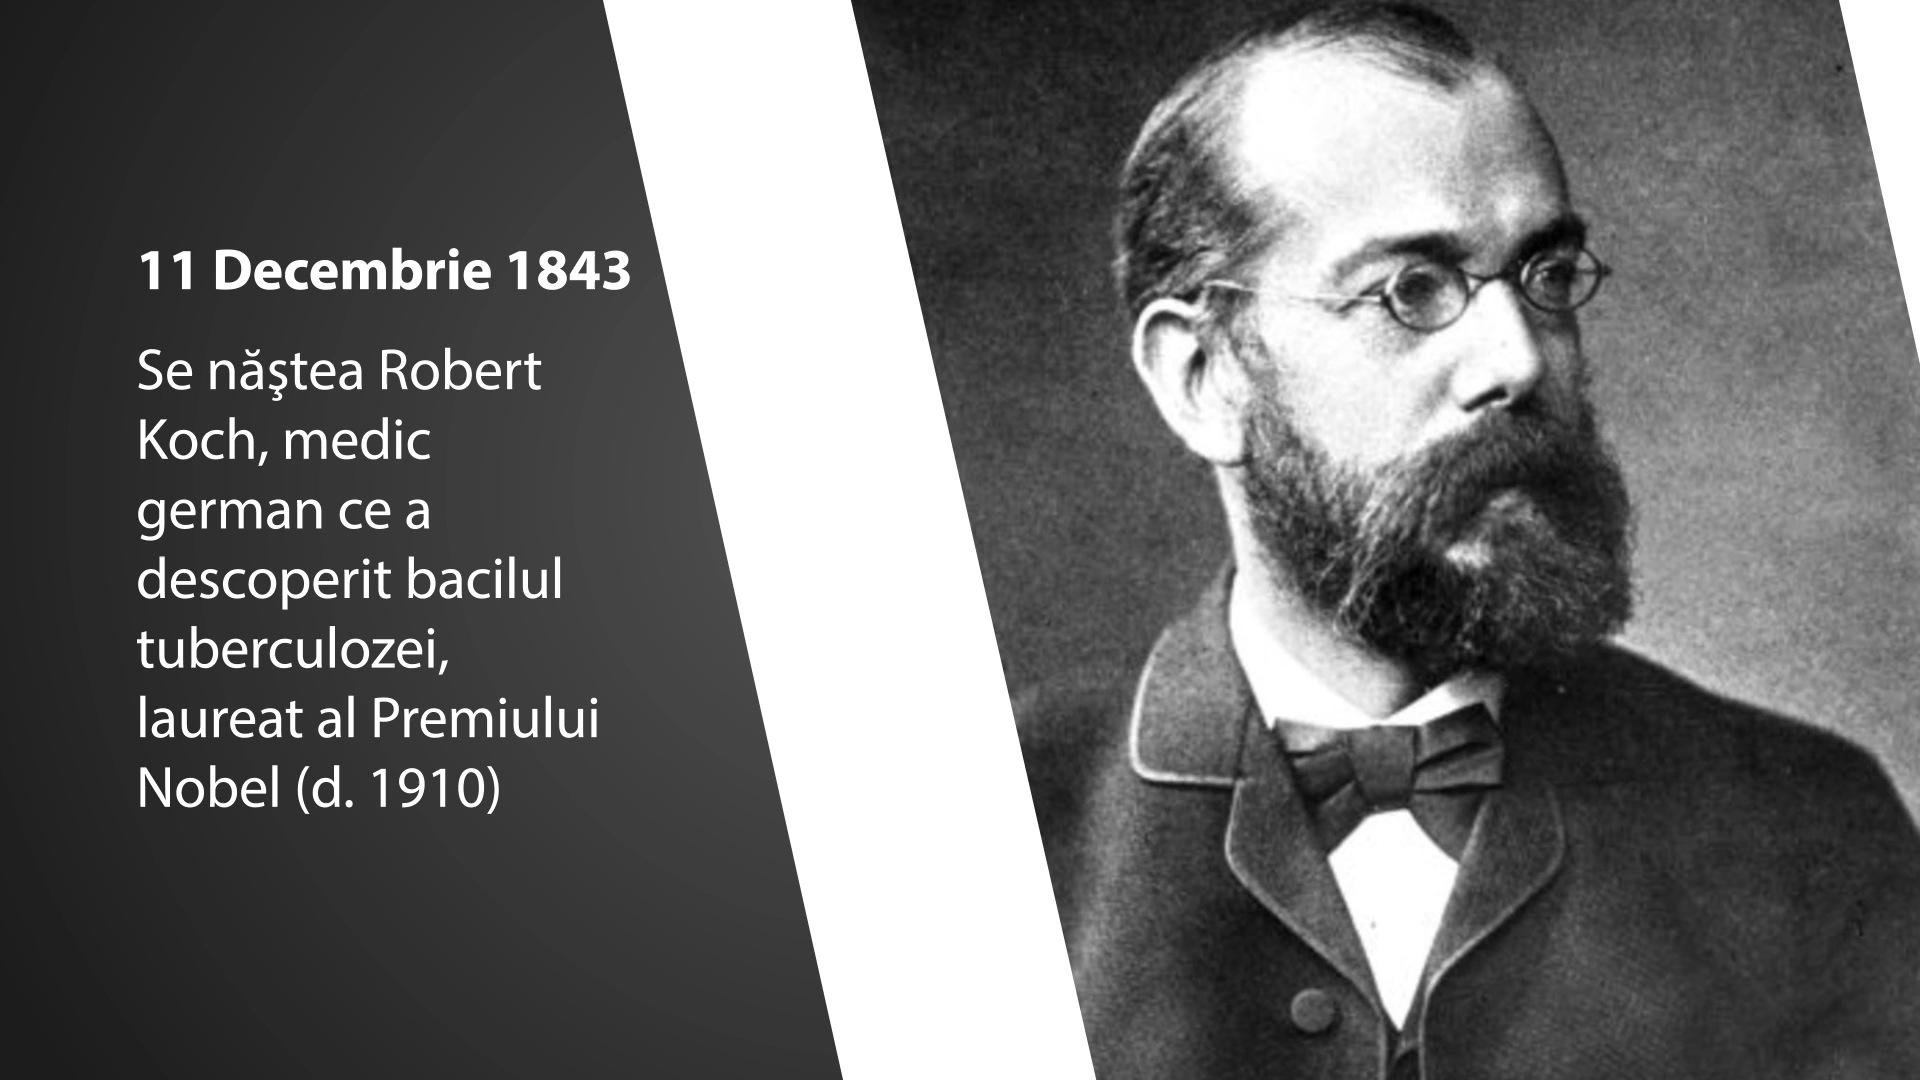 11 Decembrie 1843
Se năştea Robert
Koch, medic
german ce a
descoperit bacilul
tuberculozei,
laureat al Premiului
Nobel (d. 1910)